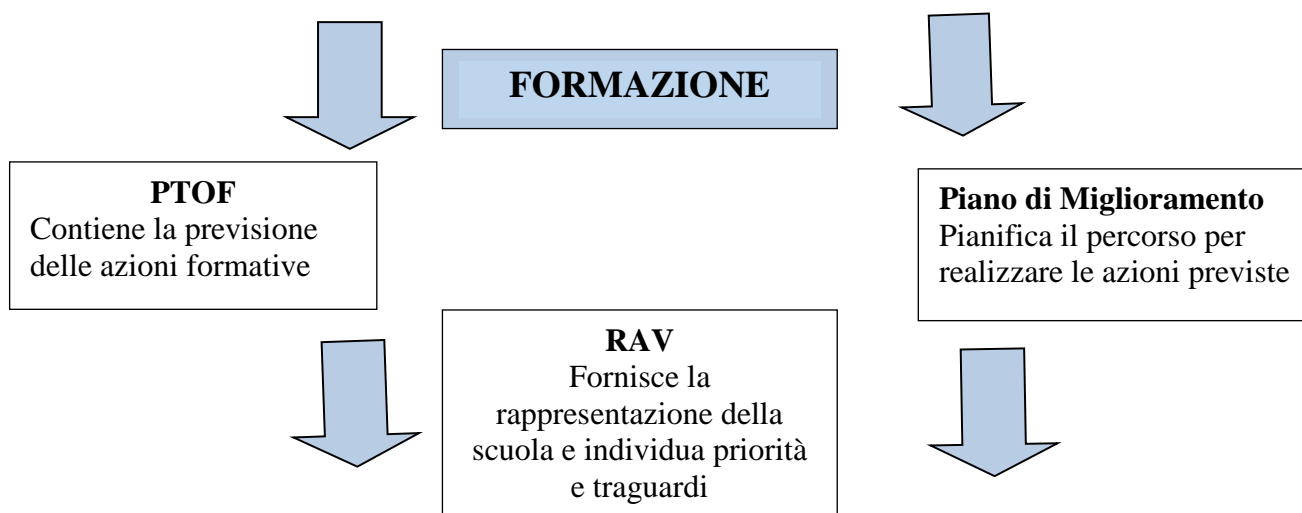 FORMAZIONE
PTOF
Contiene la previsione
delle azioni formative
Piano di Miglioramento
Pianifica il percorso per
realizzare le azioni previste
RAV
Fornisce la
rappresentazione della
scuola e individua priorità
e traguardi